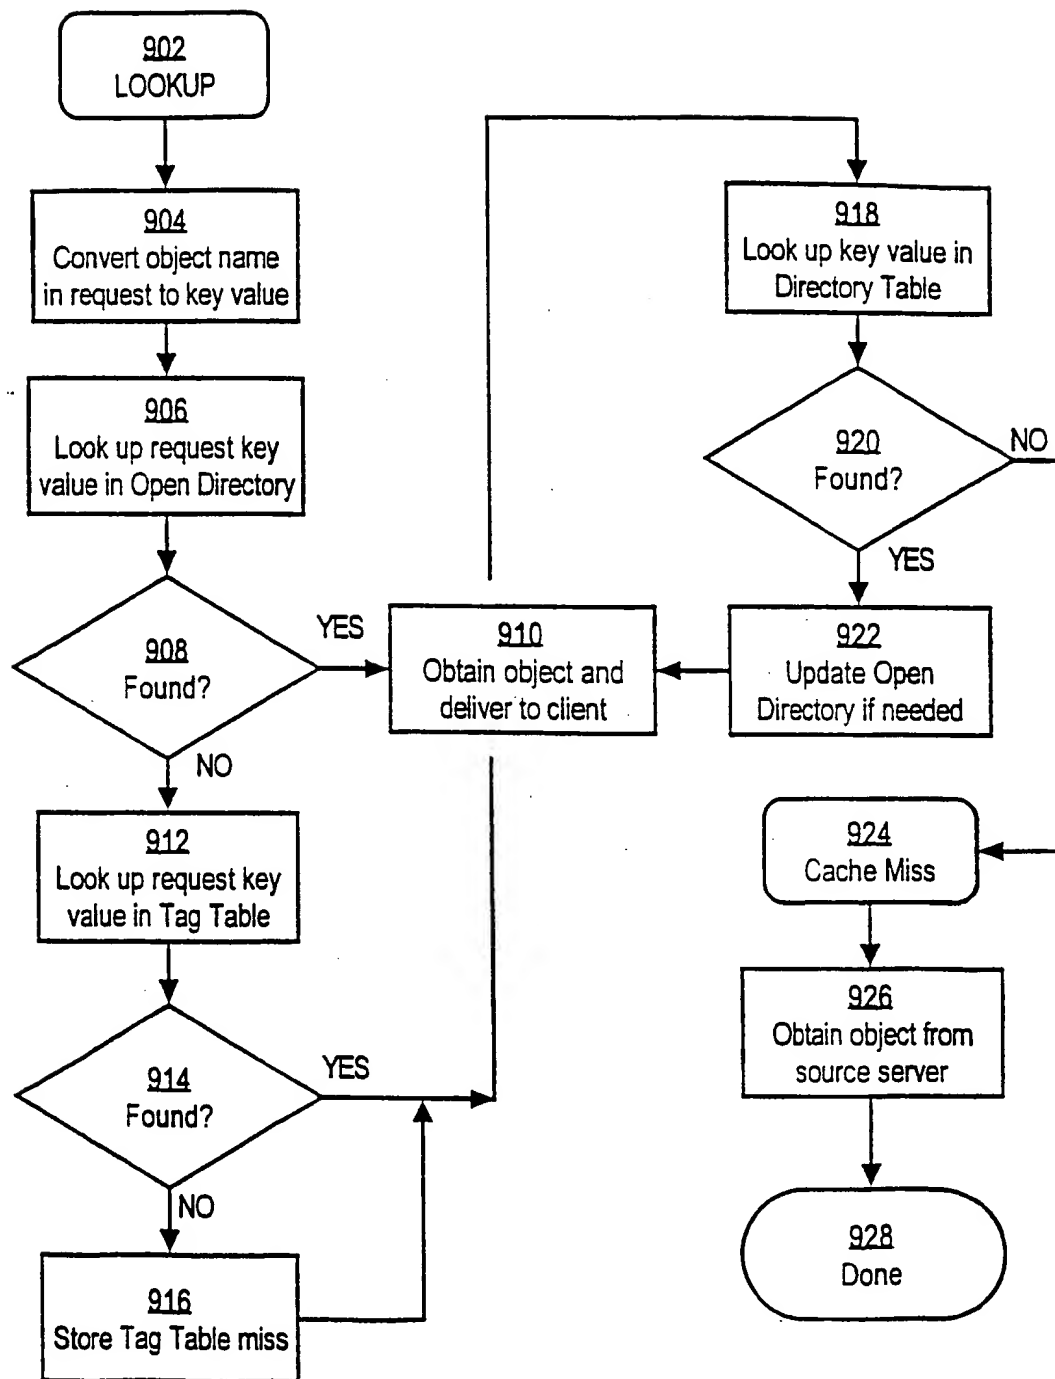 902
LOOKUP
904
Convert object name
in request to key value
906
Look up request key
value in Open Directory
908
Found?
YES
NO
910
Obtain object and
deliver to client
912
Look up request key
value in Tag Table
914
Found?
YES
NO
916
Store Tag Table miss
918
Look up key value in
Directory Table
920
Found?
NO
YES
922
Update Open
Directory if needed
924
Cache Miss
926
Obtain object from
source server
928
Done